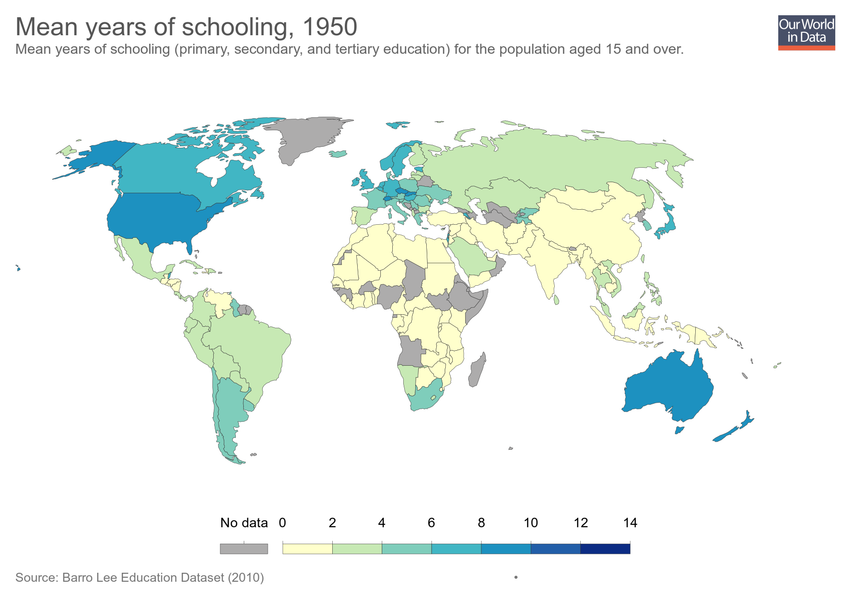 Mean years of schooling, 1950
Mean years of schooling (primary, secondary, and tertiary education) for the population aged 15 and over.
Our World
in Data
No data 0 2 4 6 8 10 12 14
Source: Barro Lee Education Dataset (2010)